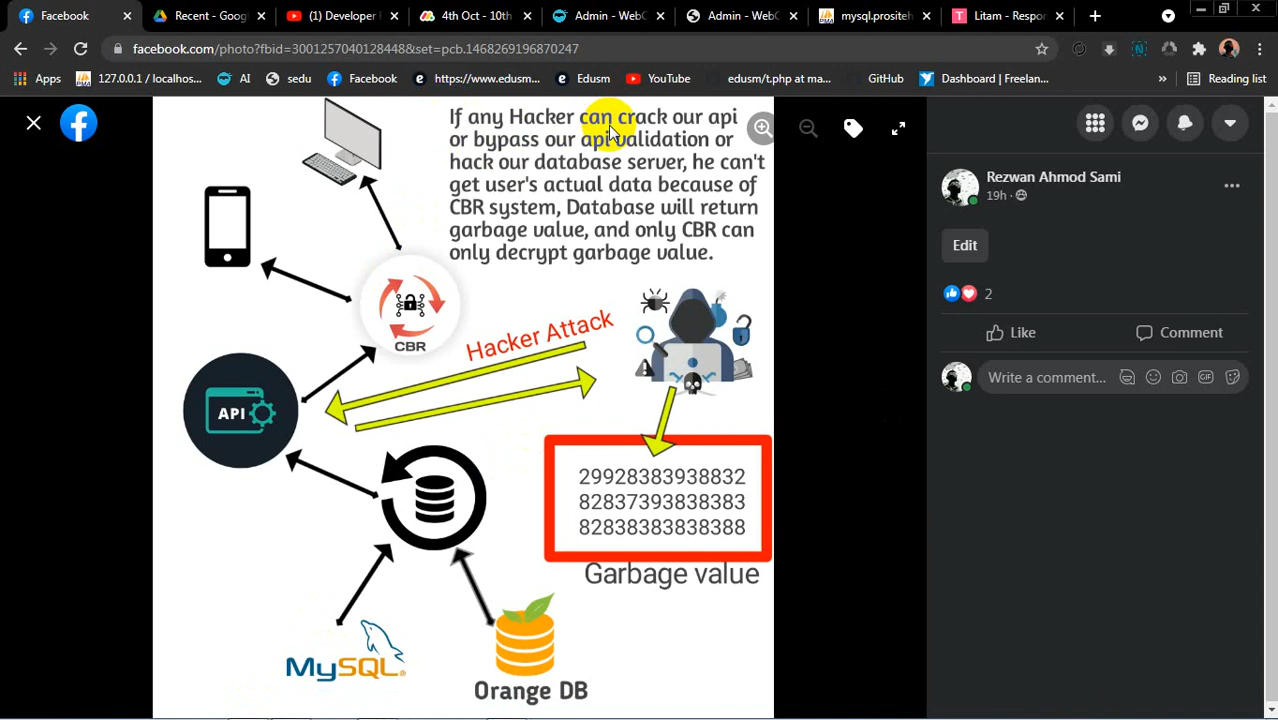 Facebook
Recent - Goog
(1) Developer F
4th Oct - 10th
Admin - WebC
Admin - WebC
mysql.prositeh
Litam - Respon
facebook.com/photo?fbid=300125704012844​8&set=pcb.1468269196870247
Apps
127.0.0.1 / localhos...
AI
sedu
Facebook
https://www.edusm...
Edusm
YouTube
edusm/t.php at ma...
GitHub
Dashboard | Freelan...
»
Reading list
If any Hacker can crack our api
or bypass our api validation or
hack our database server, he can't
get user's actual data because of
CBR system, Database will return
garbage value, and only CBR can
only decrypt garbage value.
CBR
Hacker Attack
API
29928383938832
82837393838383
82838383838388
Garbage value
MySQL
Orange DB
Rezwan Ahmod Sami
19h ·
Edit
2
Like
Comment
Write a comment...
GIF